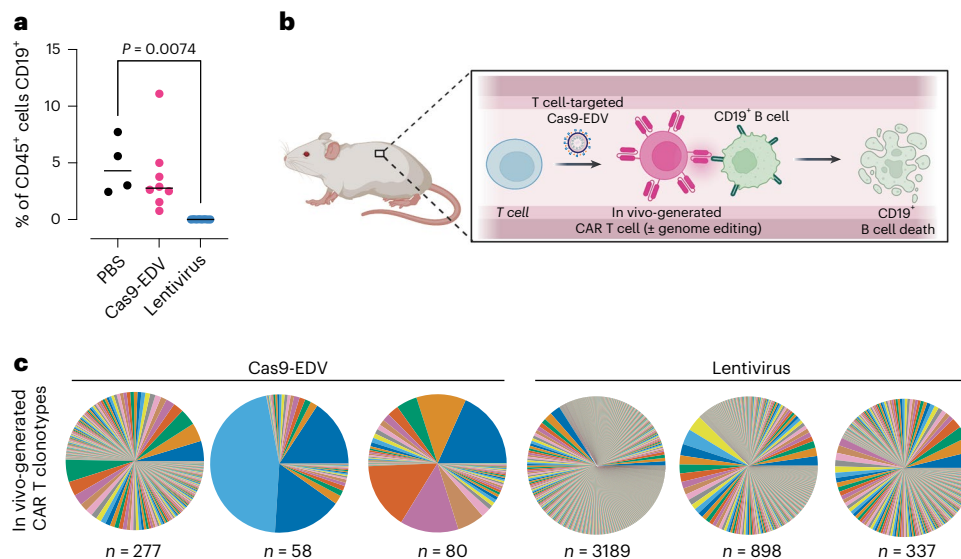 a
% of CD45⁺ cells CD19⁺
15
10
5
0
P = 0.0074
PBS
Cas9-EDV
Lentivirus
b
T cell-targeted
Cas9-EDV
CD19⁺ B cell
T cell
In vivo-generated
CAR T cell (± genome editing)
CD19⁺
B cell death
c
In vivo-generated
CAR T clonotypes
Cas9-EDV
Lentivirus
n = 277
n = 58
n = 80
n = 3189
n = 898
n = 337